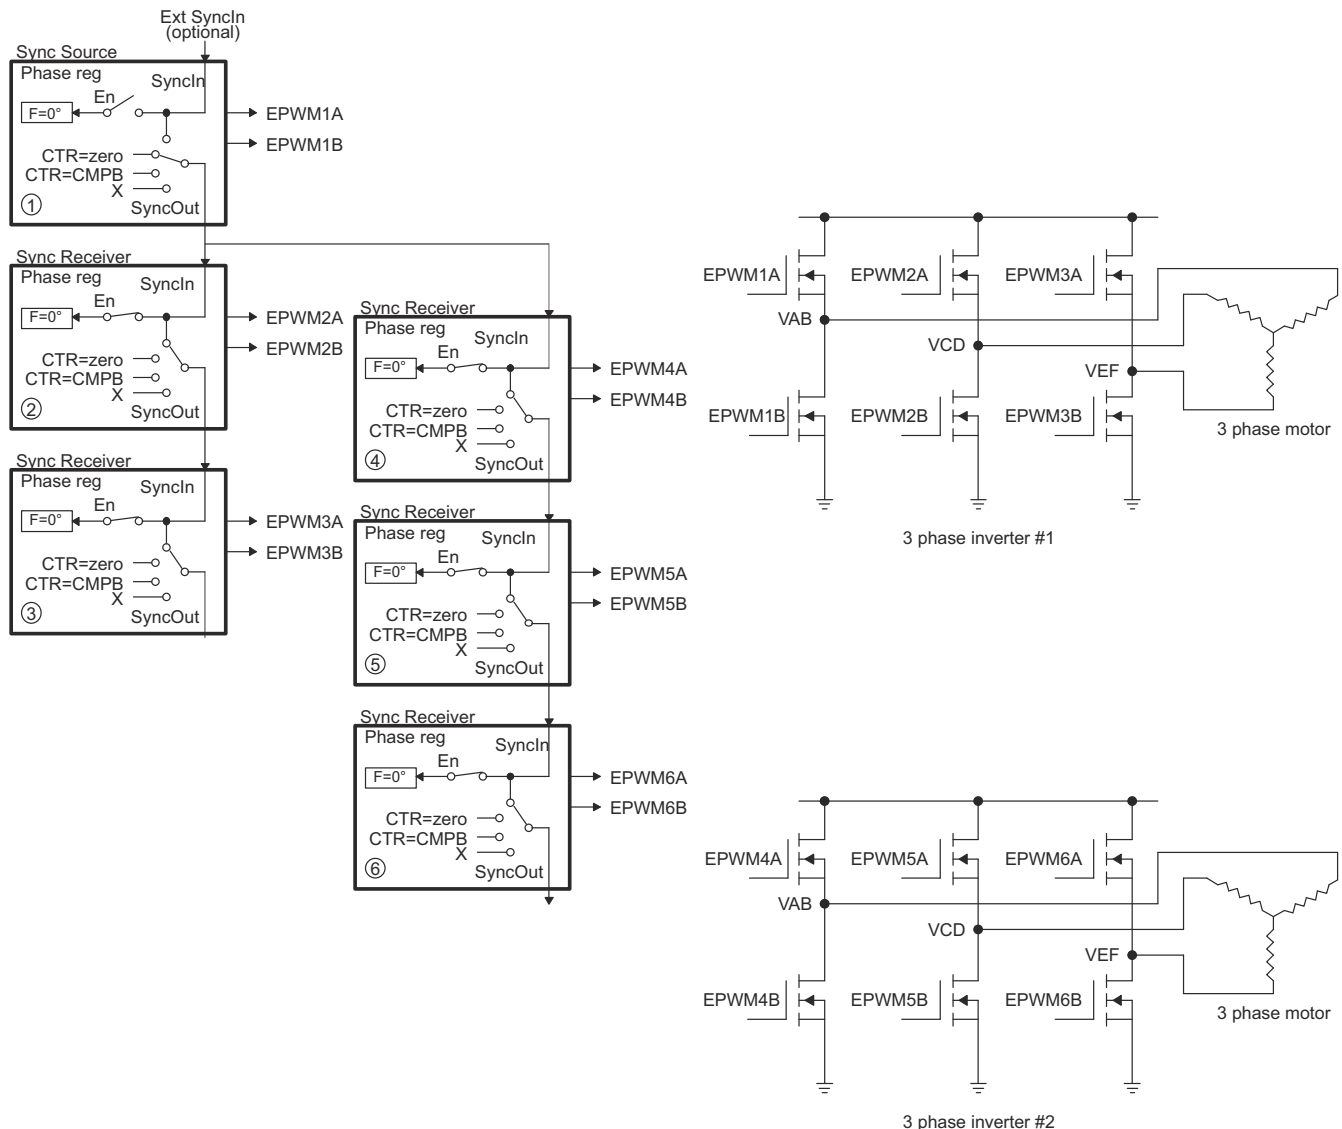 Ext SyncIn
(optional)
Sync Source
Phase reg
SyncIn
En
F=0°
EPWM1A
EPWM1B
CTR=zero
CTR=CMPB
X
1
SyncOut
Sync Receiver
Phase reg
SyncIn
En
F=0°
EPWM2A
EPWM2B
CTR=zero
CTR=CMPB
X
2
SyncOut
Sync Receiver
Phase reg
SyncIn
En
F=0°
EPWM3A
EPWM3B
CTR=zero
CTR=CMPB
X
3
SyncOut
Sync Receiver
Phase reg
SyncIn
En
F=0°
EPWM4A
EPWM4B
CTR=zero
CTR=CMPB
X
4
SyncOut
Sync Receiver
Phase reg
SyncIn
En
F=0°
EPWM5A
EPWM5B
CTR=zero
CTR=CMPB
X
5
SyncOut
Sync Receiver
Phase reg
SyncIn
En
F=0°
EPWM6A
EPWM6B
CTR=zero
CTR=CMPB
X
6
SyncOut
EPWM1A
EPWM2A
EPWM3A
VAB
VCD
VEF
EPWM1B
EPWM2B
EPWM3B
3 phase motor
3 phase inverter #1
EPWM4A
EPWM5A
EPWM6A
VAB
VCD
VEF
EPWM4B
EPWM5B
EPWM6B
3 phase motor
3 phase inverter #2